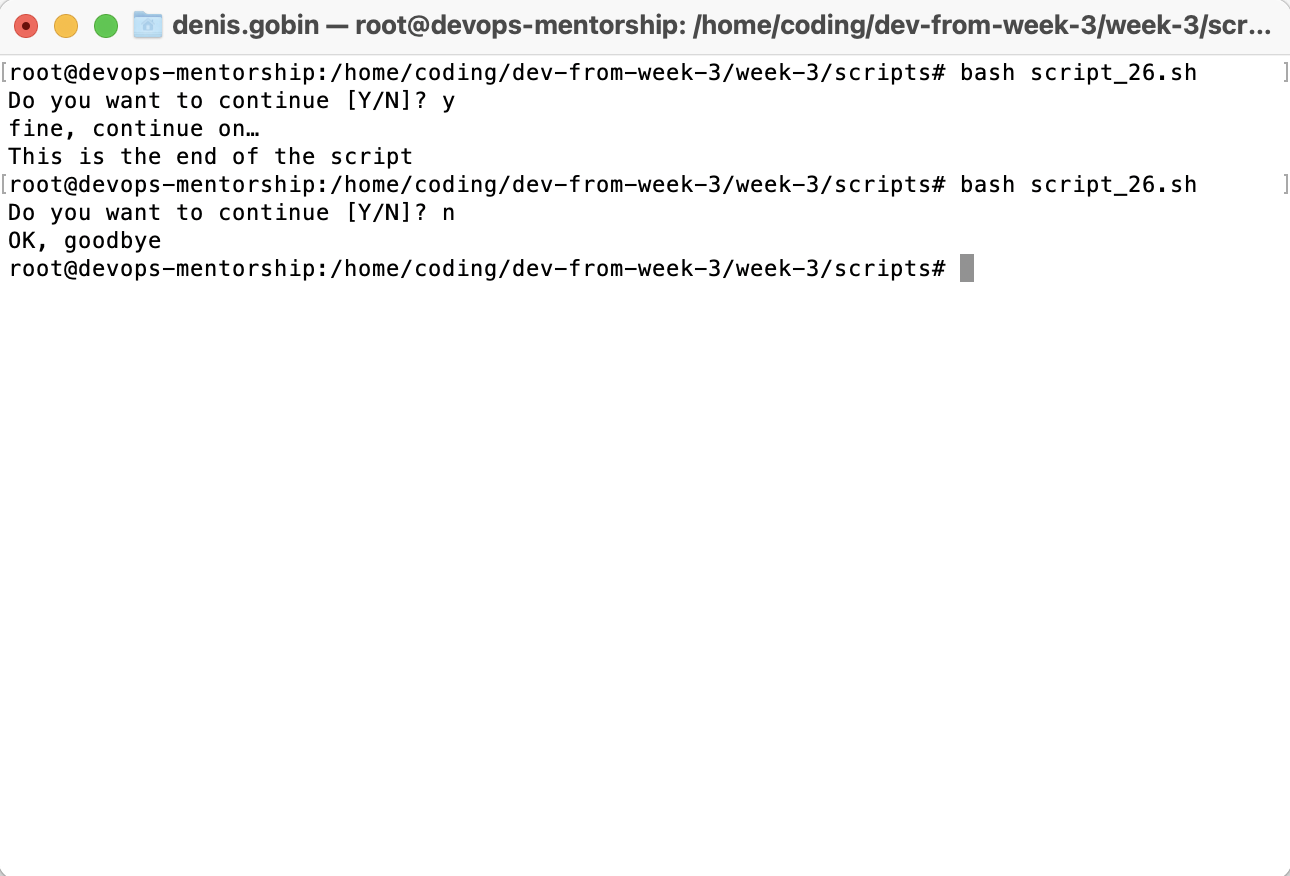 denis.gobin — root@devops-mentorship: /home/coding/dev-from-week-3/week-3/scr...
[root@devops-mentorship:/home/coding/dev-from-week-3/week-3/scripts# bash script_26.sh ]
Do you want to continue [Y/N]? y
fine, continue on…
This is the end of the script
[root@devops-mentorship:/home/coding/dev-from-week-3/week-3/scripts# bash script_26.sh ]
Do you want to continue [Y/N]? n
OK, goodbye
root@devops-mentorship:/home/coding/dev-from-week-3/week-3/scripts#